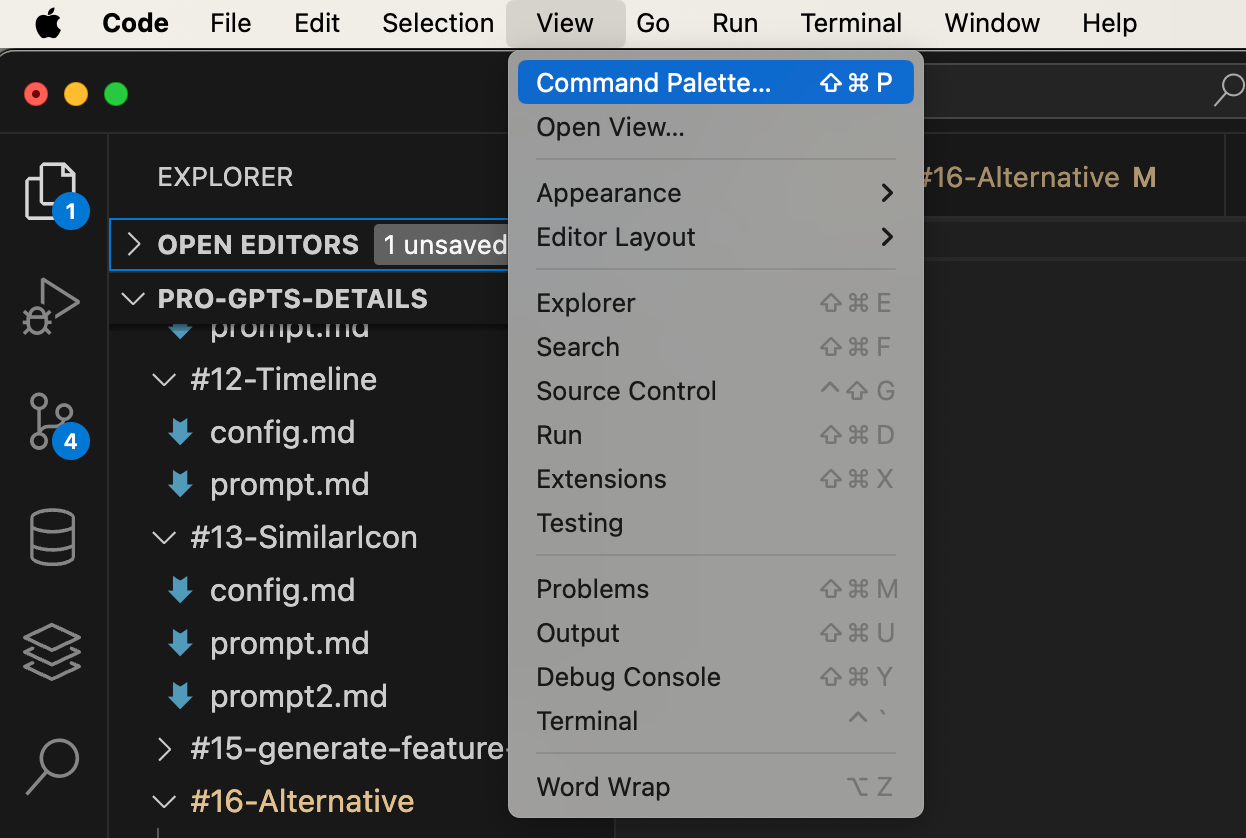 Code File Edit Selection View Go Run Terminal Window Help
Command Palette... ⇧⌘P
Open View...
Appearance
Editor Layout
Explorer ⇧⌘E
Search ⇧⌘F
Source Control ⌃⇧G
Run ⇧⌘D
Extensions ⇧⌘X
Testing
Problems ⇧⌘M
Output ⇧⌘U
Debug Console ⇧⌘Y
Terminal ⌃`
Word Wrap ⌥Z
#16-Alternative M
EXPLORER
1
OPEN EDITORS 1 unsaved
PRO-GPTS-DETAILS
prompt.md
#12-Timeline
config.md
4
prompt.md
#13-SimilarIcon
config.md
prompt.md
prompt2.md
#15-generate-feature-
#16-Alternative